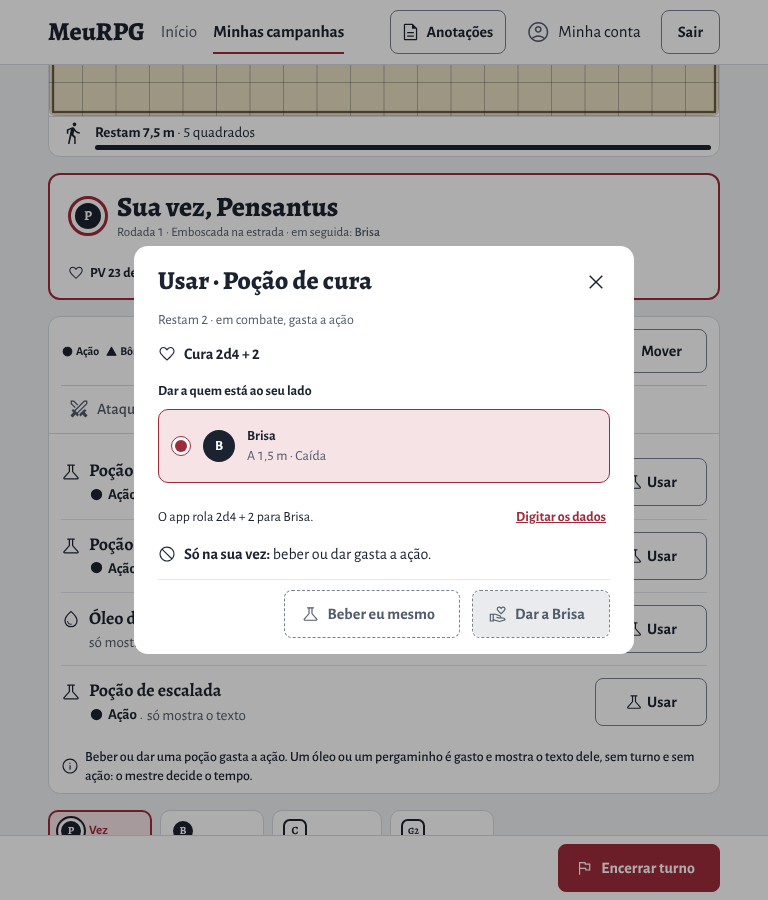 MeuRPG Início Minhas campanhas Anotações Minha conta Sair
Restam 7,5 m · 5 quadrados
P Sua vez, Pensantus
Rodada 1 · Emboscada na estrada · em seguida: Brisa
PV 23 de
Usar · Poção de cura
Restam 2 · em combate, gasta a ação
Cura 2d4 + 2
Dar a quem está ao seu lado
B Brisa
A 1,5 m · Caída
O app rola 2d4 + 2 para Brisa. Digitar os dados
Só na sua vez: beber ou dar gasta a ação.
Beber eu mesmo Dar a Brisa
Ação Mover
Poção
Ação
Usar
Poção
Ação
Usar
Óleo d
só most
Usar
Poção de escalada
Ação · só mostra o texto
Usar
Beber ou dar uma poção gasta a ação. Um óleo ou um pergaminho é gasto e mostra o texto dele, sem turno e sem
ação: o mestre decide o tempo.
P Vez B C G2
Encerrar turno